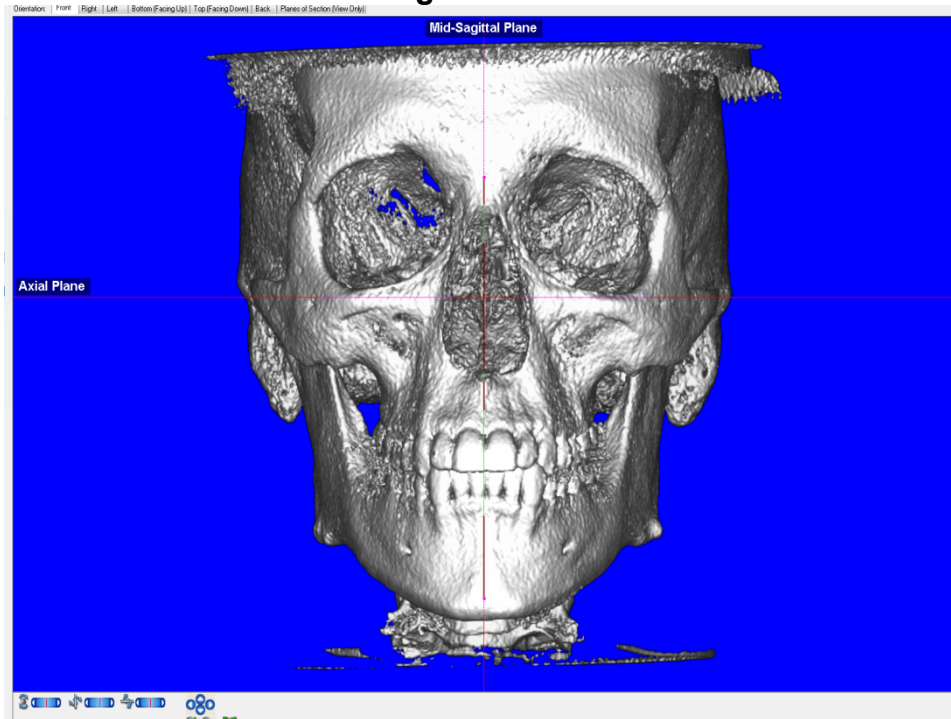 Orientation: Front Right Left Bottom (Facing Up) Top (Facing Down) Back Planes of Section (View Only)
Mid-Sagittal Plane
Axial Plane